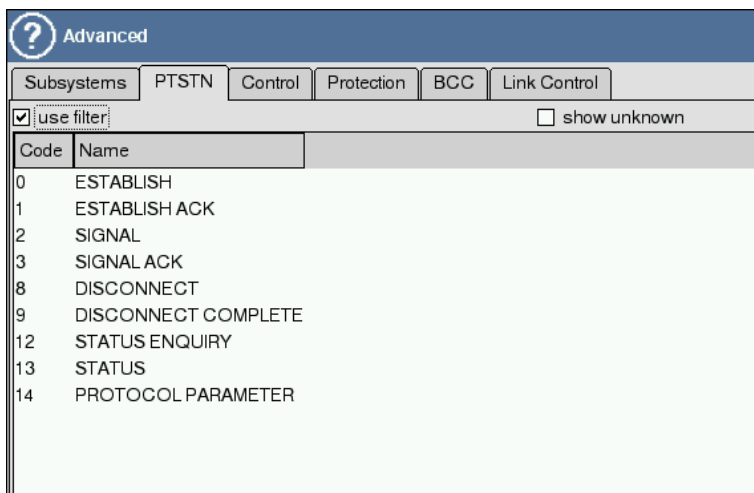 ? Advanced
Subsystems PTSTN Control Protection BCC Link Control
use filter show unknown
Code Name
0 ESTABLISH
1 ESTABLISH ACK
2 SIGNAL
3 SIGNAL ACK
8 DISCONNECT
9 DISCONNECT COMPLETE
12 STATUS ENQUIRY
13 STATUS
14 PROTOCOL PARAMETER